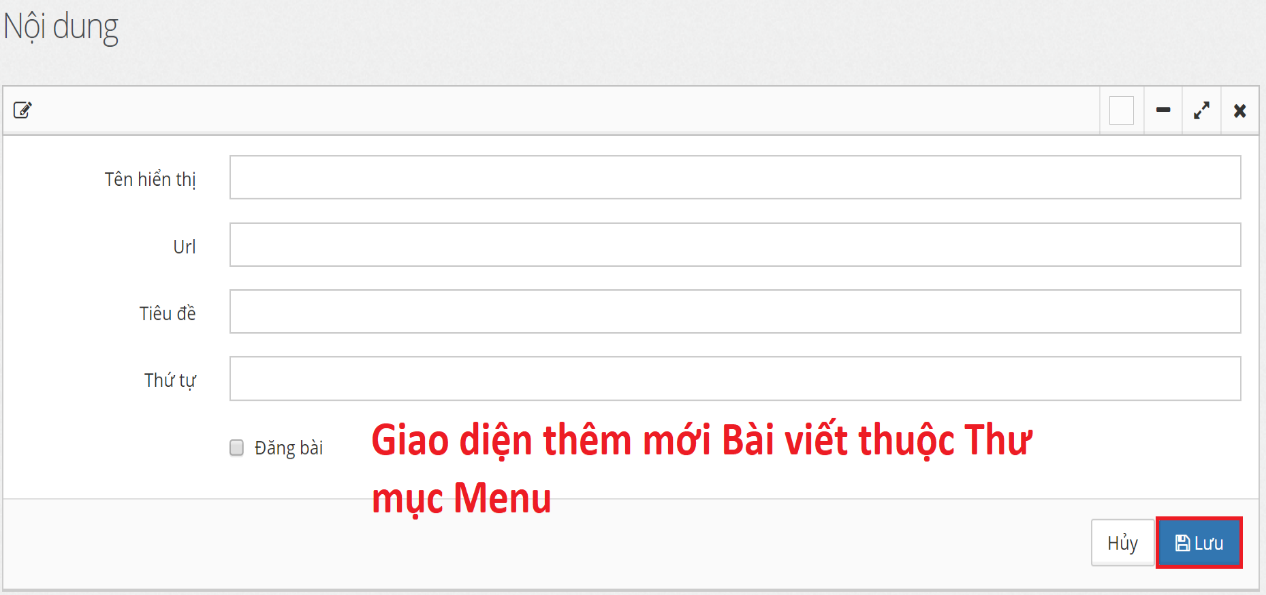 Nội dung
Tên hiển thị
Url
Tiêu đề
Thứ tự
Đăng bài
Giao diện thêm mới Bài viết thuộc Thư
mục Menu
Hủy Lưu